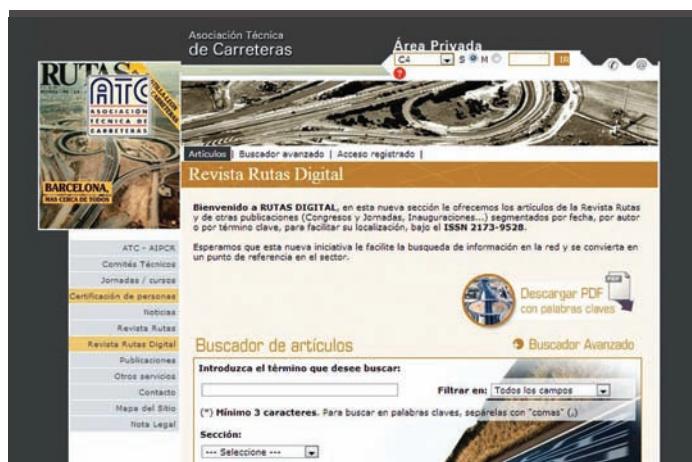 Asociación Técnica
de Carreteras
Área Privada
C4 S M IR
?
RUTAS
ATC
ASOCIACIÓN
TÉCNICA DE
CARRETERAS
BARCELONA,
MAS CERCA DE TODOS
Artículos | Buscador avanzado | Acceso registrado |
Revista Rutas Digital
Bienvenido a RUTAS DIGITAL, en esta nueva sección le ofrecemos los artículos de la Revista Rutas
y de otras publicaciones (Congresos y Jornadas, Inauguraciones...) segmentados por fecha, por autor
o por término clave, para facilitar su localización, bajo el ISSN 2173-9528.
Esperamos que esta nueva iniciativa le facilite la busqueda de información en la red y se convierta en
un punto de referencia en el sector.
ATC - AIPCR
Comités Técnicos
Jornadas / cursos
Certificación de personas
Noticias
Revista Rutas
Revista Rutas Digital
Publicaciones
Otros servicios
Contacto
Mapa del Sitio
Nota Legal
PDF
Descargar PDF
con palabras claves
Buscador de artículos
Buscador Avanzado
Introduzca el término que desee buscar:
Filtrar en: Todos los campos
(*) Mínimo 3 caracteres. Para buscar en palabras claves, sepárelas con "comas" (,)
Sección:
--- Seleccione ---